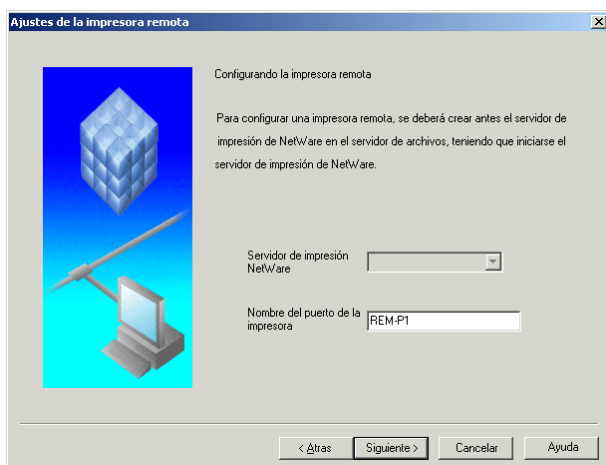 Ajustes de la impresora remota
Configurando la impresora remota
Para configurar una impresora remota, se deberá crear antes el servidor de
impresión de NetWare en el servidor de archivos, teniendo que iniciarse el
servidor de impresión de NetWare.
Servidor de impresión
NetWare
Nombre del puerto de la
impresora
REM-P1
< Atras
Siguiente >
Cancelar
Ayuda